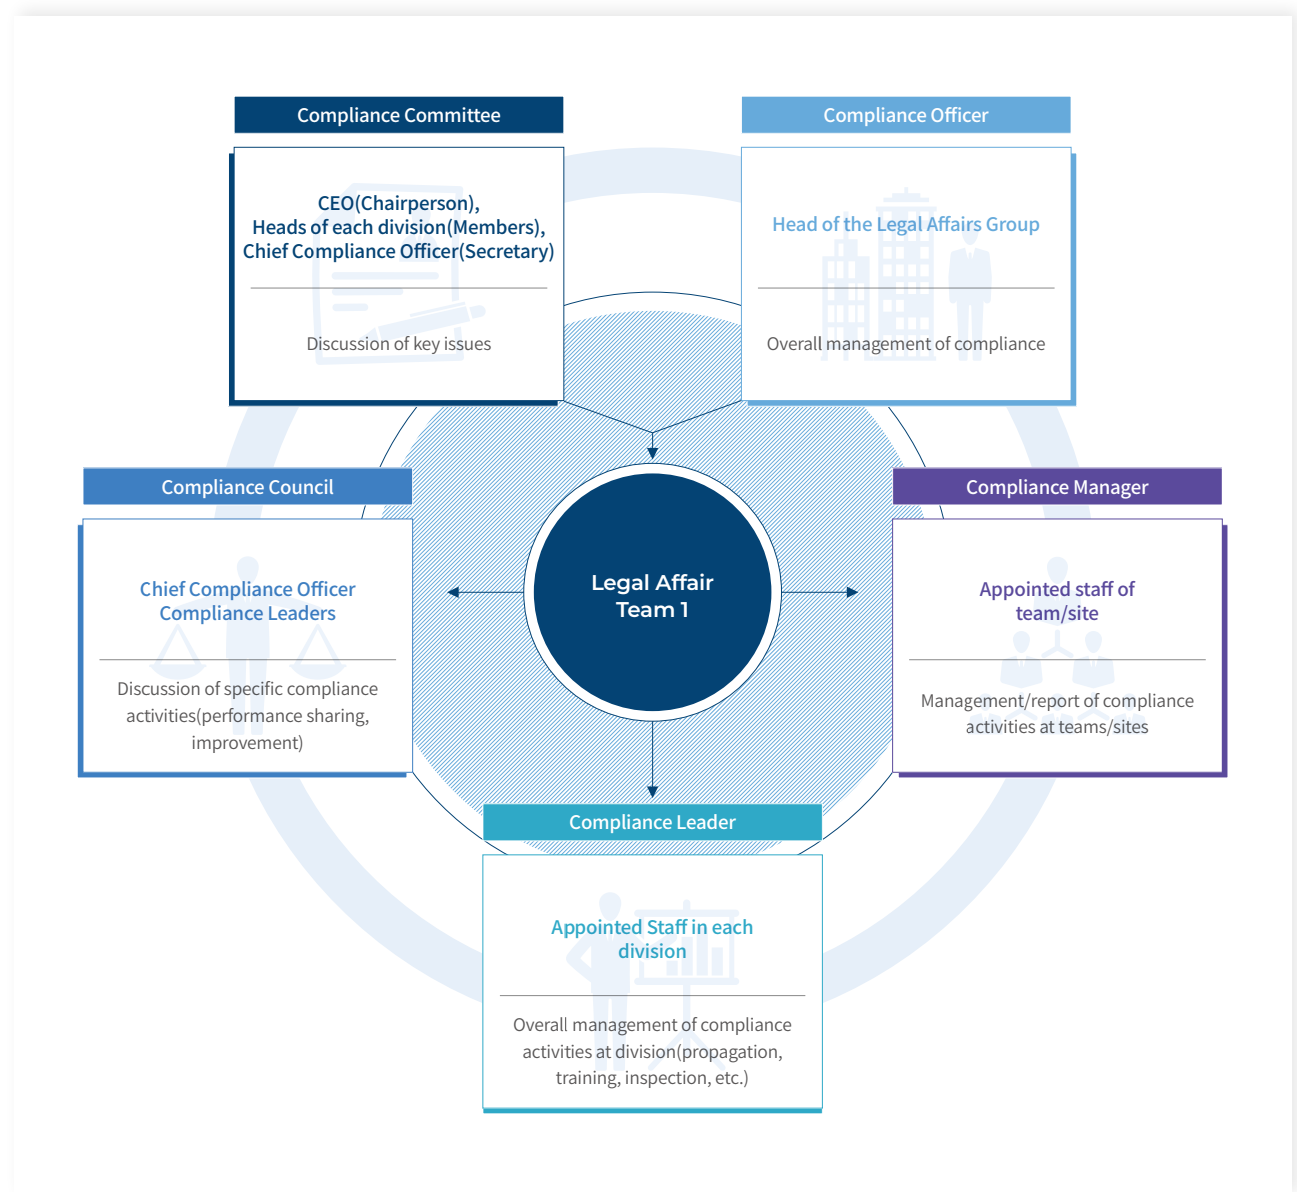 Compliance Committee
CEO(Chairperson),
Heads of each division(Members),
Chief Compliance Officer(Secretary)
Discussion of key issues
Compliance Officer
Head of the Legal Affairs Group
Overall management of compliance
Compliance Council
Chief Compliance Officer
Compliance Leaders
Discussion of specific compliance
activities(performance sharing,
improvement)
Legal Affair
Team 1
Compliance Manager
Appointed staff of
team/site
Management/report of compliance
activities at teams/sites
Compliance Leader
Appointed Staff in each
division
Overall management of compliance
activities at division(propagation,
training, inspection, etc.)